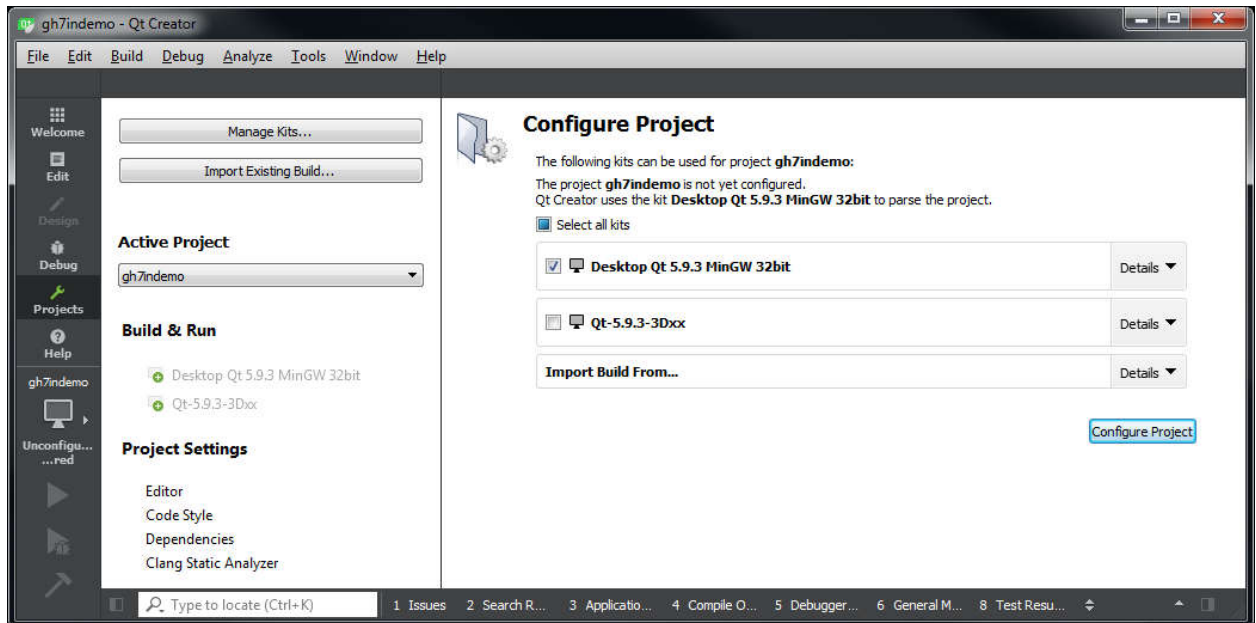 gh7indemo - Qt Creator
File Edit Build Debug Analyze Tools Window Help
Welcome
Edit
Design
Debug
Projects
Help
gh7indemo
Unconfigu...
...red
Manage Kits...
Import Existing Build...
Active Project
gh7indemo
Build & Run
Desktop Qt 5.9.3 MinGW 32bit
Qt-5.9.3-3Dxx
Project Settings
Editor
Code Style
Dependencies
Clang Static Analyzer
Configure Project
The following kits can be used for project gh7indemo:
The project gh7indemo is not yet configured.
Qt Creator uses the kit Desktop Qt 5.9.3 MinGW 32bit to parse the project.
Select all kits
Desktop Qt 5.9.3 MinGW 32bit Details
Qt-5.9.3-3Dxx Details
Import Build From... Details
Configure Project
Type to locate (Ctrl+K) 1 Issues 2 Search R... 3 Applicatio... 4 Compile O... 5 Debugger... 6 General M... 8 Test Resu...